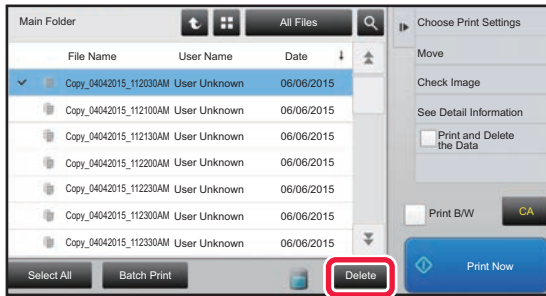 Main Folder
All Files
File Name User Name Date
Copy_04042015_112030AM User Unknown 06/06/2015
Copy_04042015_112100AM User Unknown 06/06/2015
Copy_04042015_112130AM User Unknown 06/06/2015
Copy_04042015_112200AM User Unknown 06/06/2015
Copy_04042015_112230AM User Unknown 06/06/2015
Copy_04042015_112300AM User Unknown 06/06/2015
Copy_04042015_112330AM User Unknown 06/06/2015
Select All Batch Print Delete
Choose Print Settings
Move
Check Image
See Detail Information
Print and Delete
the Data
Print B/W CA
Print Now